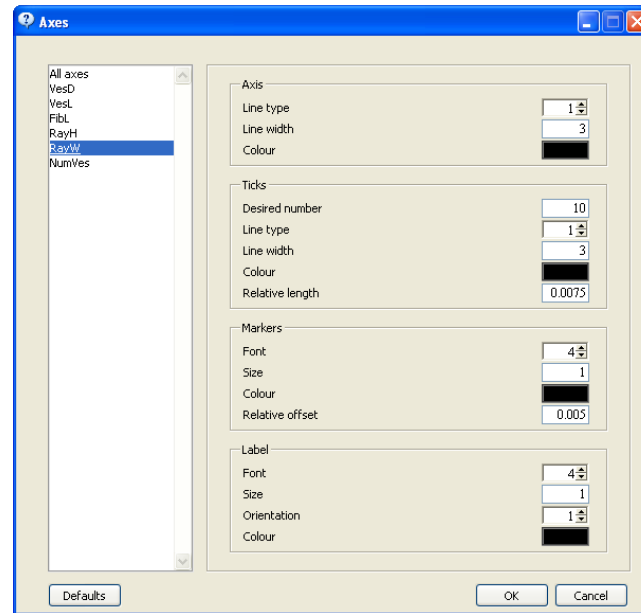 Axes
All axes
VesD
VesL
FibL
RayH
RayW
NumVes
Axis
Line type 1
Line width 3
Colour
Ticks
Desired number 10
Line type 1
Line width 3
Colour
Relative length 0.0075
Markers
Font 4
Size 1
Colour
Relative offset 0.005
Label
Font 4
Size 1
Orientation 1
Colour
Defaults OK Cancel